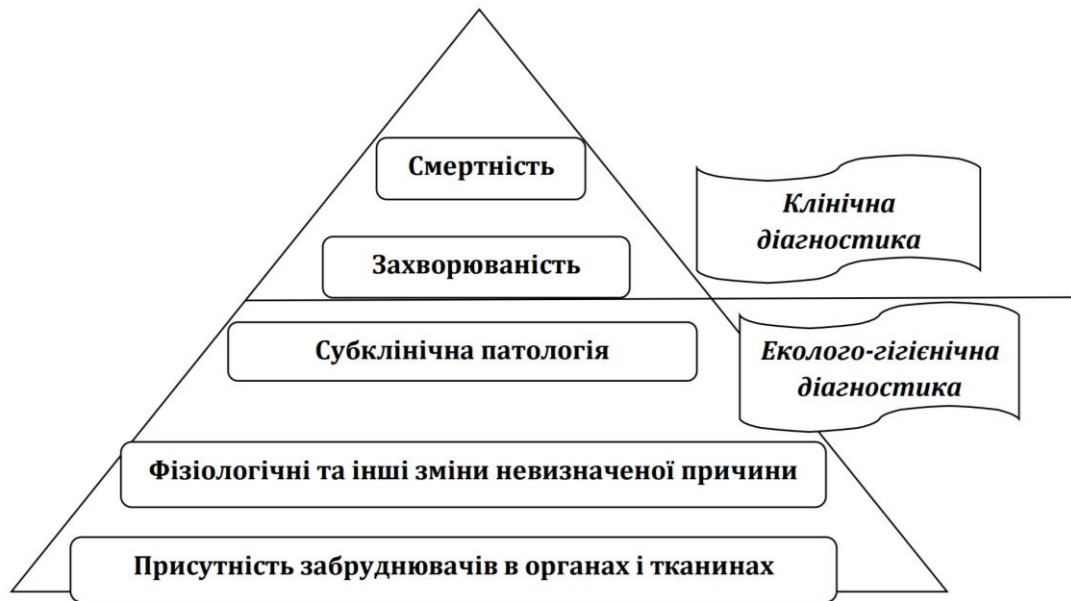 Смертність
Клінічна
діагностика
Захворюваність
Субклінічна патологія
Еколого-гігієнічна
діагностика
Фізіологічні та інші зміни невизначеної причини
Присутність забруднювачів в органах і тканинах